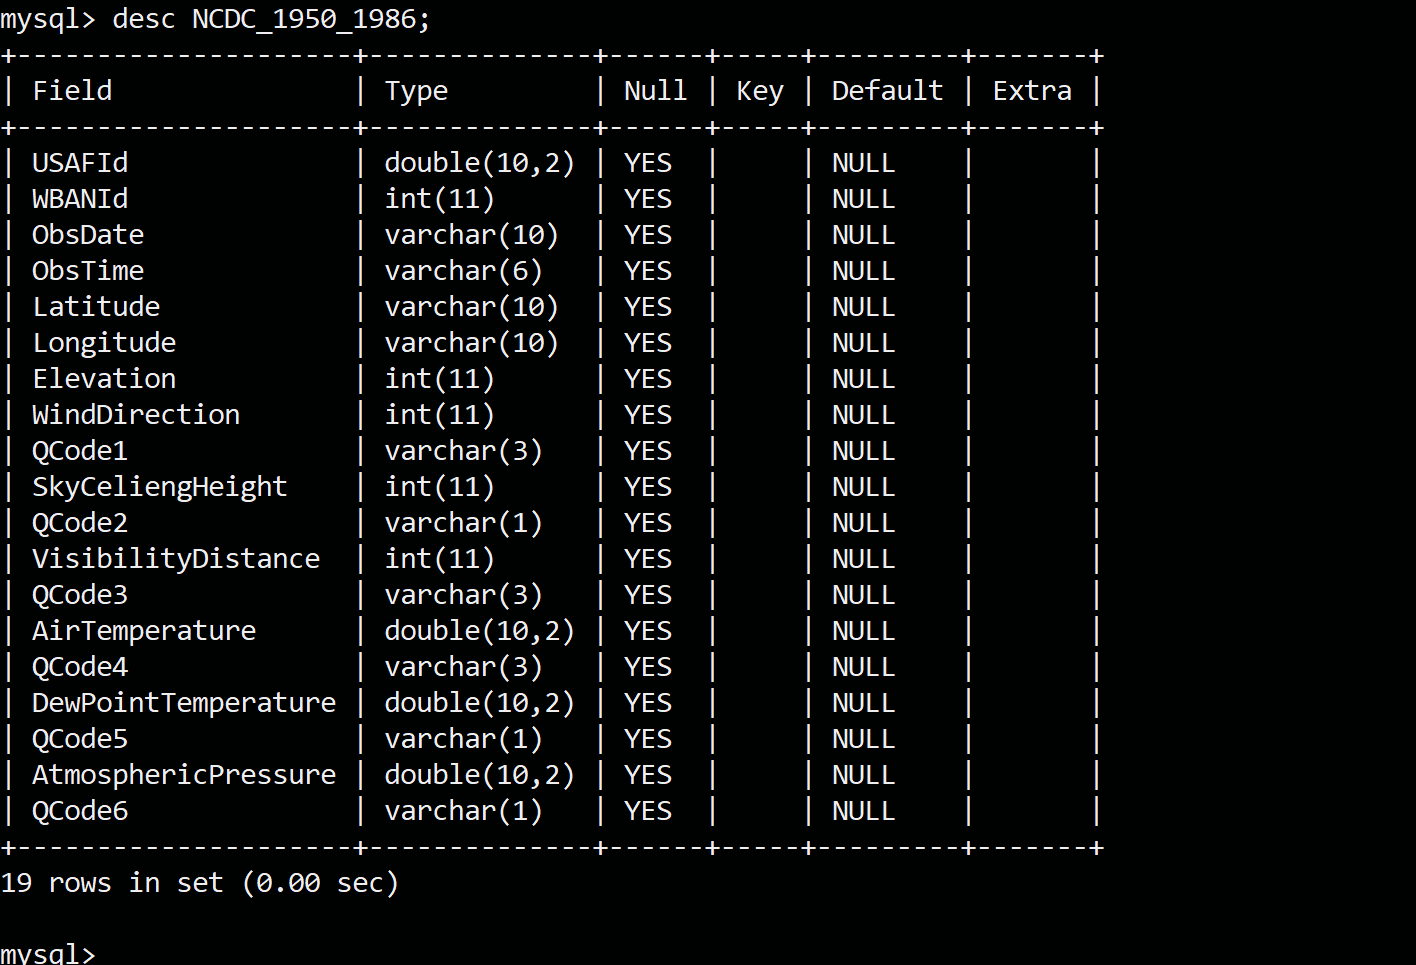 mysql> desc NCDC_1950_1986;
+---------------------+--------------+------+-----+---------+-------+
| Field               | Type         | Null | Key | Default | Extra |
+---------------------+--------------+------+-----+---------+-------+
| USAFId              | double(10,2) | YES  |     | NULL    |       |
| WBANId              | int(11)      | YES  |     | NULL    |       |
| ObsDate             | varchar(10)  | YES  |     | NULL    |       |
| ObsTime             | varchar(6)   | YES  |     | NULL    |       |
| Latitude            | varchar(10)  | YES  |     | NULL    |       |
| Longitude           | varchar(10)  | YES  |     | NULL    |       |
| Elevation           | int(11)      | YES  |     | NULL    |       |
| WindDirection       | int(11)      | YES  |     | NULL    |       |
| QCode1              | varchar(3)   | YES  |     | NULL    |       |
| SkyCeliengHeight    | int(11)      | YES  |     | NULL    |       |
| QCode2              | varchar(1)   | YES  |     | NULL    |       |
| VisibilityDistance  | int(11)      | YES  |     | NULL    |       |
| QCode3              | varchar(3)   | YES  |     | NULL    |       |
| AirTemperature      | double(10,2) | YES  |     | NULL    |       |
| QCode4              | varchar(3)   | YES  |     | NULL    |       |
| DewPointTemperature | double(10,2) | YES  |     | NULL    |       |
| QCode5              | varchar(1)   | YES  |     | NULL    |       |
| AtmosphericPressure | double(10,2) | YES  |     | NULL    |       |
| QCode6              | varchar(1)   | YES  |     | NULL    |       |
+---------------------+--------------+------+-----+---------+-------+
19 rows in set (0.00 sec)
mysql>